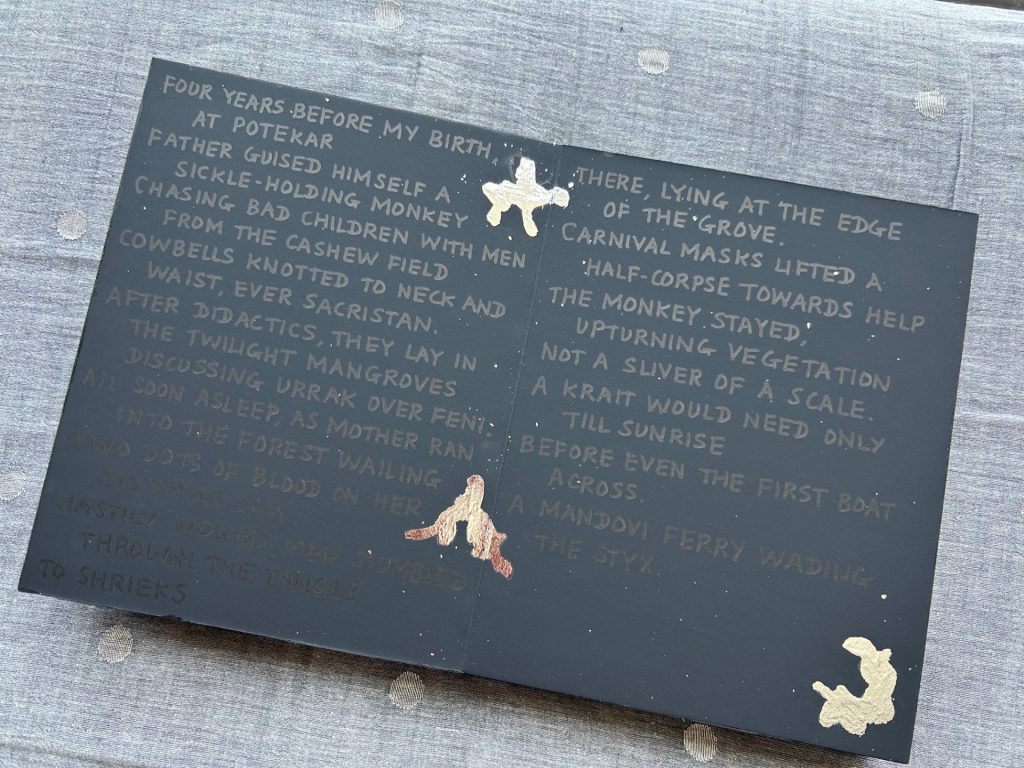 FOUR YEARS BEFORE MY BIRTH,
AT POTEKAR
FATHER GUISED HIMSELF A
SICKLE-HOLDING MONKEY
CHASING BAD CHILDREN WITH MEN
FROM THE CASHEW FIELD
COWBELLS KNOTTED TO NECK AND
WAIST, EVER SACRISTAN.
AFTER DIDACTICS, THEY LAY IN
THE TWILIGHT MANGROVES
DISCUSSING URRAK OVER FENI.
ALL SOON ASLEEP, AS MOTHER RAN
INTO THE FOREST WAILING
TWO DOTS OF BLOOD ON HER
SISTER-IN-LAW.
HASTILY WOKEN MEN STUMBLED
THROUGH THE TANGLE
TO SHRIEKS
THERE, LYING AT THE EDGE
OF THE GROVE.
CARNIVAL MASKS LIFTED A
HALF-CORPSE TOWARDS HELP
THE MONKEY STAYED,
UPTURNING VEGETATION
NOT A SLIVER OF A SCALE.
A KRAIT WOULD NEED ONLY
TILL SUNRISE
BEFORE EVEN THE FIRST BOAT
ACROSS.
A MANDOVI FERRY WADING
THE STYX.